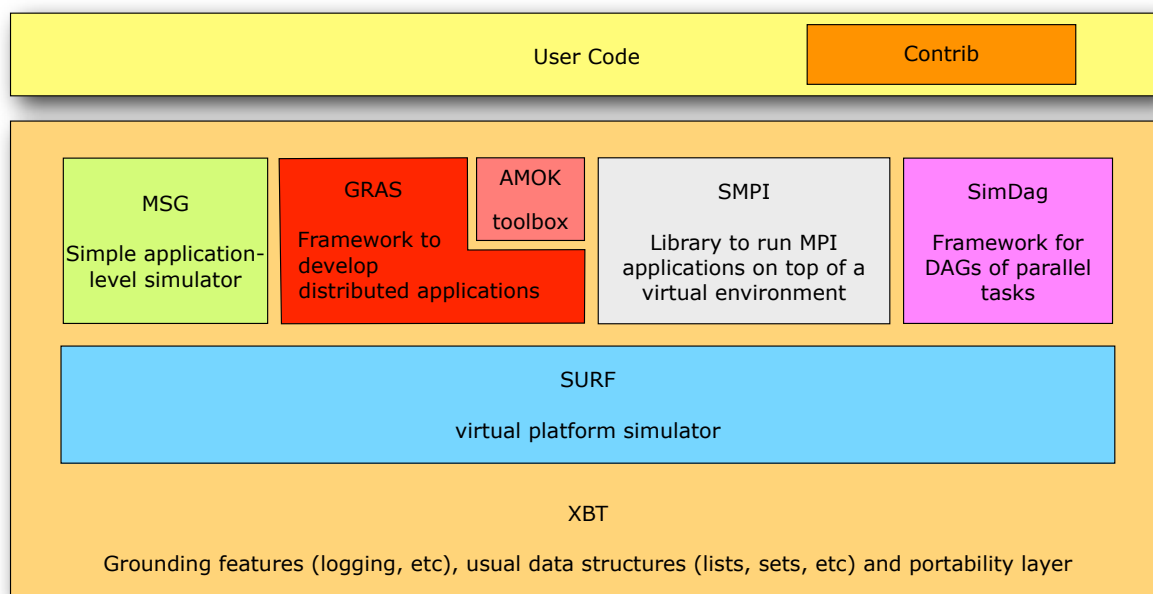 User Code
Contrib
MSG
Simple application-
level simulator
GRAS
Framework to
develop
distributed applications
AMOK
toolbox
SMPI
Library to run MPI
applications on top of a
virtual environment
SimDag
Framework for
DAGs of parallel
tasks
SURF
virtual platform simulator
XBT
Grounding features (logging, etc), usual data structures (lists, sets, etc) and portability layer